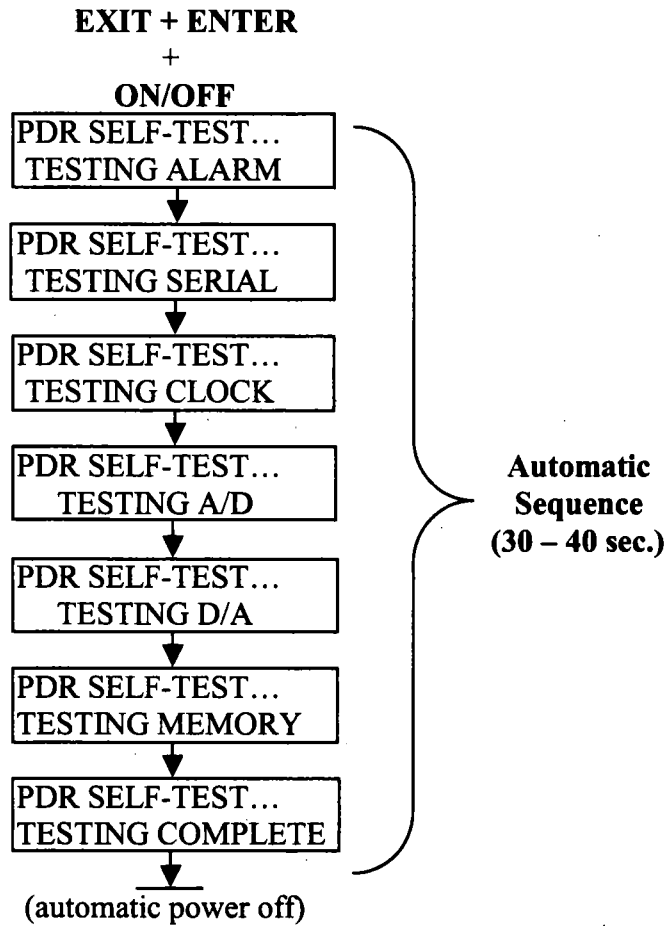 EXIT + ENTER
+
ON/OFF
PDR SELF-TEST...
TESTING ALARM
PDR SELF-TEST...
TESTING SERIAL
PDR SELF-TEST...
TESTING CLOCK
PDR SELF-TEST...
TESTING A/D
PDR SELF-TEST...
TESTING D/A
PDR SELF-TEST...
TESTING MEMORY
PDR SELF-TEST...
TESTING COMPLETE
(automatic power off)
Automatic
Sequence
(30 – 40 sec.)